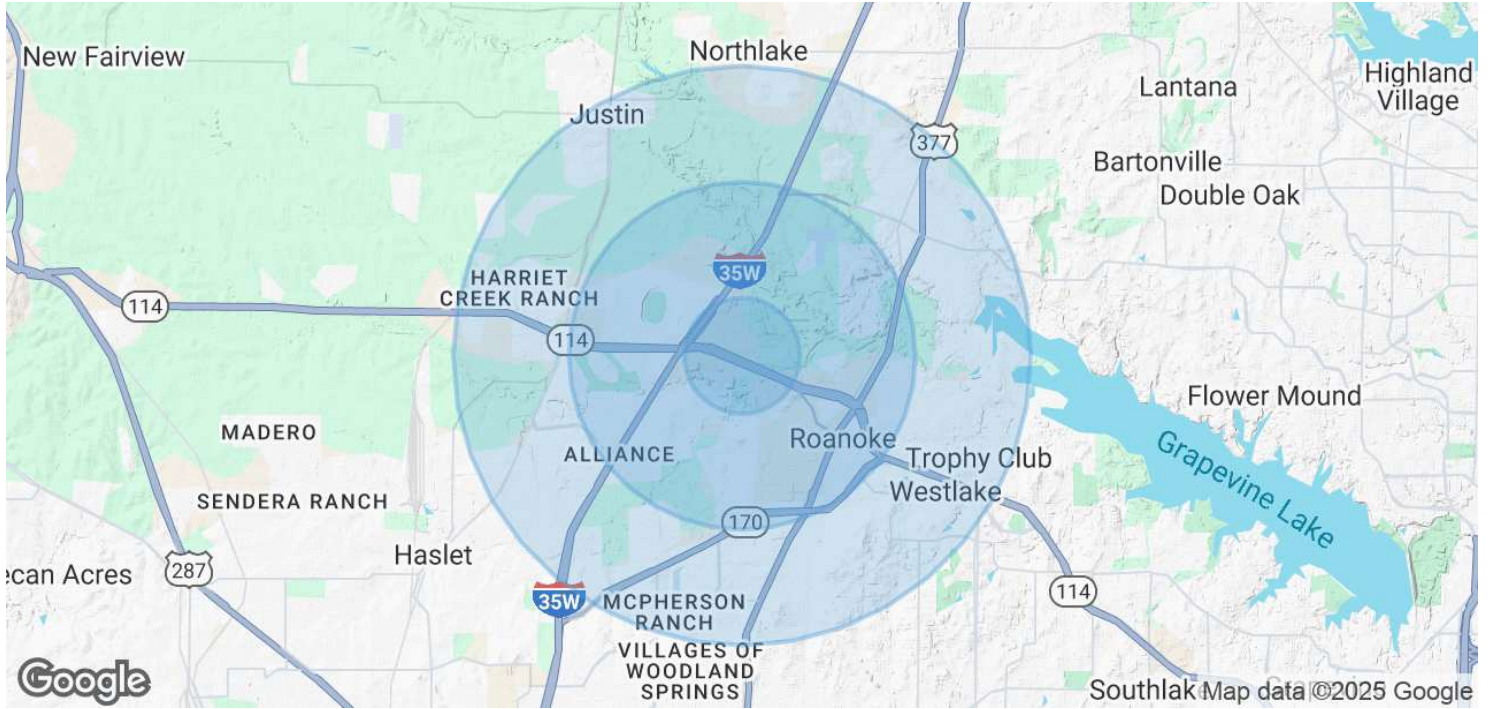 New Fairview
Northlake
Highland
Village
Lantana
Justin
377
Bartonville
Double Oak
35W
HARRIET
CREEK RANCH
114
114
Flower Mound
MADERO
ALLIANCE
Roanoke
Trophy Club
Westlake
Grapevine Lake
SENDERA RANCH
170
Haslet
ecan Acres
287
35W
MCPHERSON
RANCH
114
VILLAGES OF
WOODLAND
SPRINGS
Google
Southlak
Map data ©2025 Google